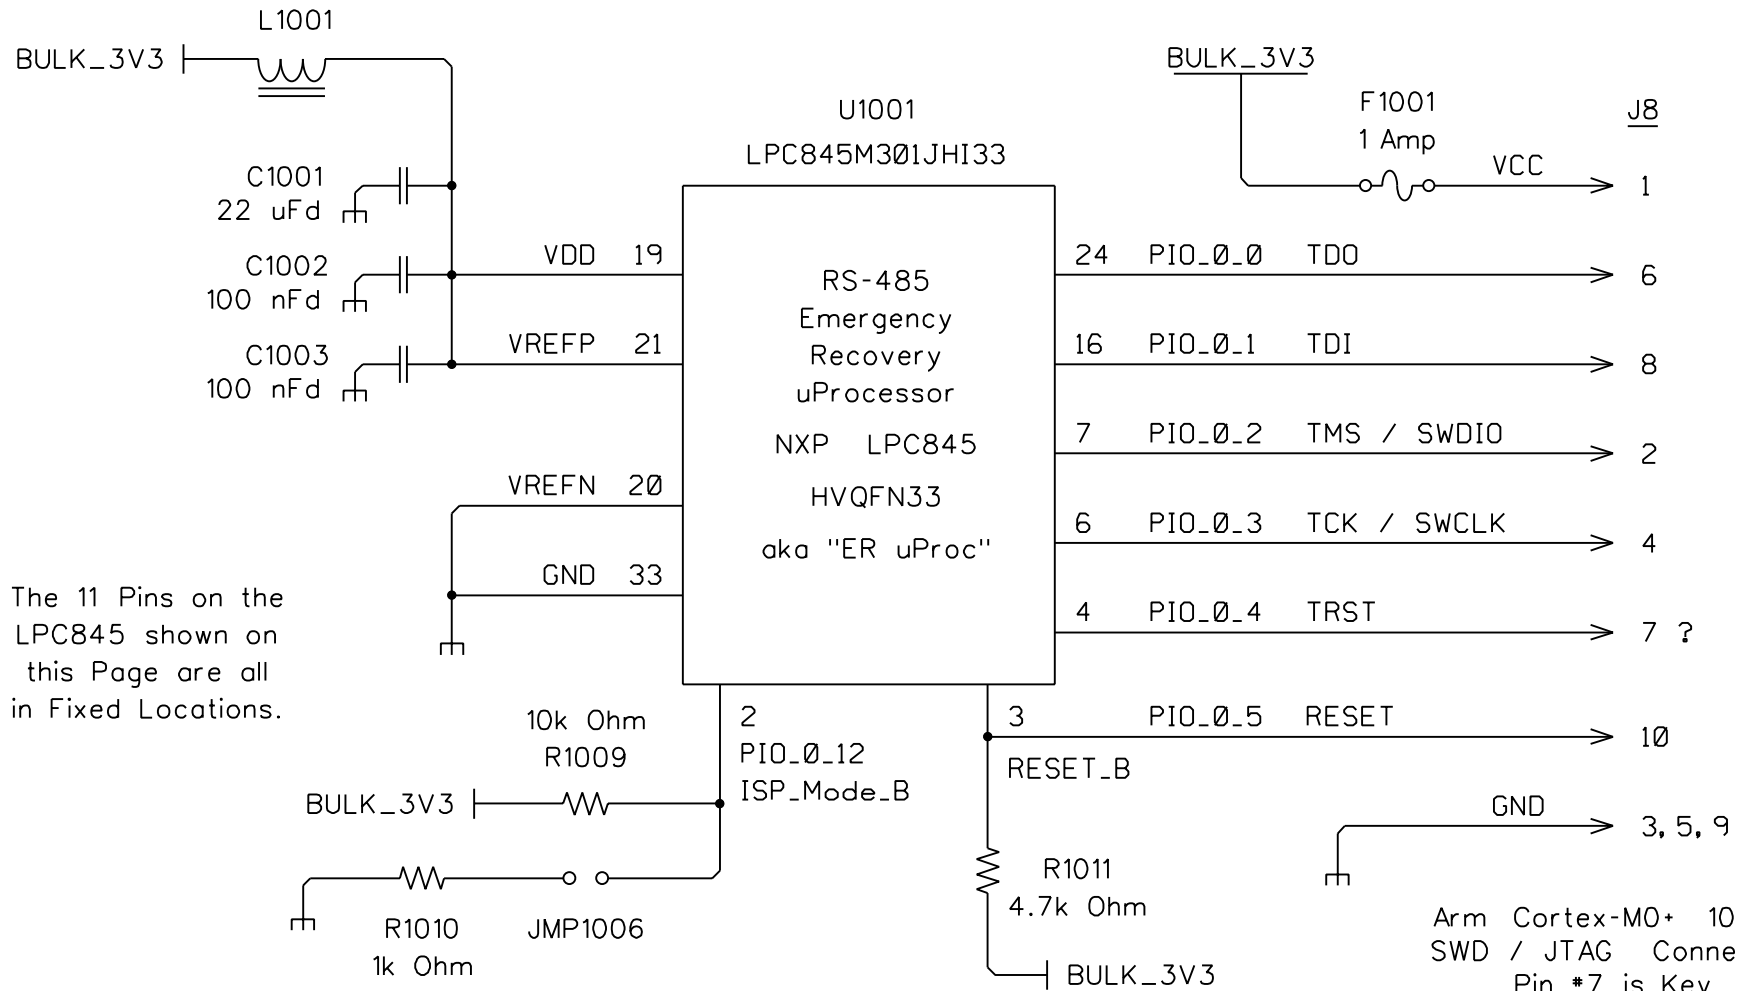 L1001
BULK_3V3
C1001
22 uFd
C1002
100 nFd
C1003
100 nFd
VDD 19
VREFP 21
VREFN 20
GND 33
The 11 Pins on the
LPC845 shown on
this Page are all
in Fixed Locations.
U1001
LPC845M301JHI33
RS-485
Emergency
Recovery
uProcessor
NXP LPC845
HVQFN33
aka "ER uProc"
BULK_3V3
F1001
1 Amp
VCC
J8
1
24 PIO_0_0 TDO 6
16 PIO_0_1 TDI 8
7 PIO_0_2 TMS / SWDIO 2
6 PIO_0_3 TCK / SWCLK 4
4 PIO_0_4 TRST 7 ?
3 PIO_0_5 RESET 10
RESET_B
GND 3, 5, 9
2
PIO_0_12
ISP_Mode_B
10k Ohm
R1009
BULK_3V3
R1010
1k Ohm
JMP1006
R1011
4.7k Ohm
BULK_3V3
Arm Cortex-M0+ 10
SWD / JTAG Conne
Pin #7 is Key